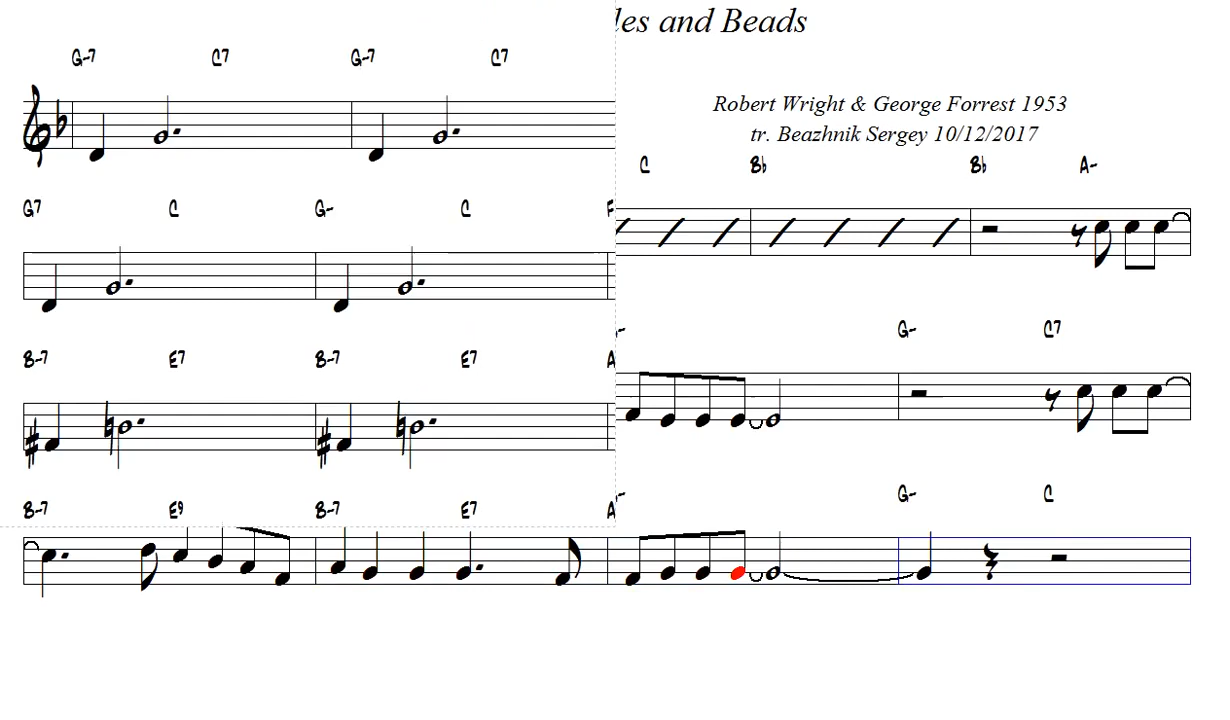 and Beads
G-7 C7 G-7 C7
Robert Wright & George Forrest 1953
tr. Beazhnik Sergey 10/12/2017
C Bb Bb A-
G7 C G- C F
G- C7
B-7 E7 B-7 E7 A
G- C
B-7 E9 B-7 E7 A